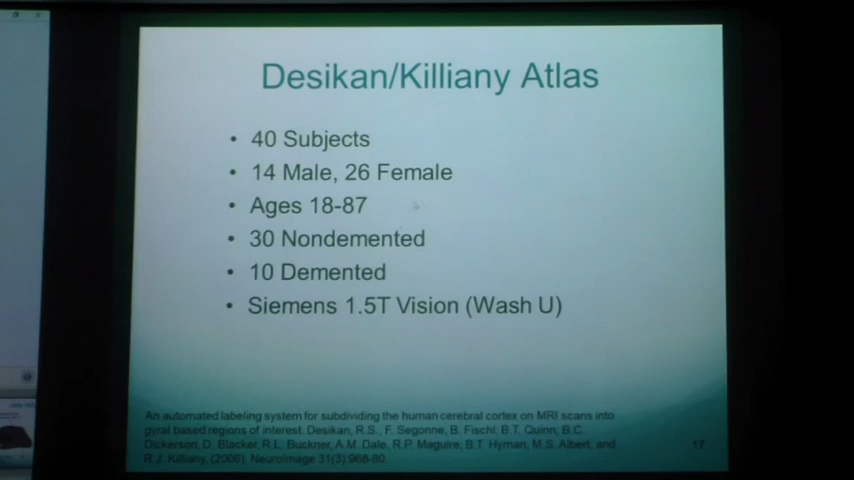 Desikan/Killiany Atlas
• 40 Subjects
• 14 Male, 26 Female
• Ages 18-87
• 30 Nondemented
• 10 Demented
• Siemens 1.5T Vision (Wash U)
An automated labeling system for subdividing the human cerebral cortex on MRI scans into
gyral based regions of interest. Desikan, R.S., F. Segonne, B. Fischl, B.T. Quinn, B.C.
Dickerson, D. Blacker, R.L. Buckner, A.M. Dale, R.P. Maguire, B.T. Hyman, M.S. Albert, and
R.J. Killiany, (2006). NeuroImage 31(3):968-80.
17